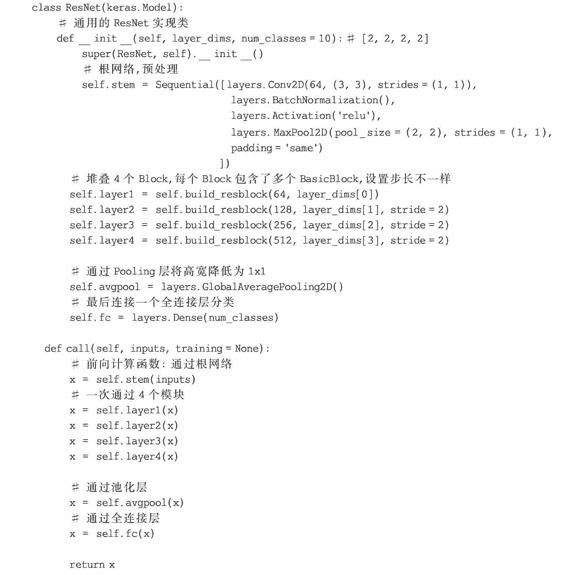 class ResNet(keras.Model):
# 通用的 ResNet 实现类
def __ init __(self, layer_dims, num_classes = 10): # [2, 2, 2, 2]
super(ResNet, self).__ init __()
# 根网络,预处理
self.stem = Sequential([layers.Conv2D(64, (3, 3), strides = (1, 1)),
layers.BatchNormalization(),
layers.Activation('relu'),
layers.MaxPool2D(pool_size = (2, 2), strides = (1, 1),
padding = 'same')
])
# 堆叠 4 个 Block,每个 Block 包含了多个 BasicBlock,设置步长不一样
self.layer1 = self.build_resblock(64, layer_dims[0])
self.layer2 = self.build_resblock(128, layer_dims[1], stride = 2)
self.layer3 = self.build_resblock(256, layer_dims[2], stride = 2)
self.layer4 = self.build_resblock(512, layer_dims[3], stride = 2)
# 通过 Pooling 层将高宽降低为 1x1
self.avgpool = layers.GlobalAveragePooling2D()
# 最后连接一个全连接层分类
self.fc = layers.Dense(num_classes)
def call(self, inputs, training = None):
# 前向计算函数: 通过根网络
x = self.stem(inputs)
# 一次通过 4 个模块
x = self.layer1(x)
x = self.layer2(x)
x = self.layer3(x)
x = self.layer4(x)
# 通过池化层
x = self.avgpool(x)
# 通过全连接层
x = self.fc(x)
return x